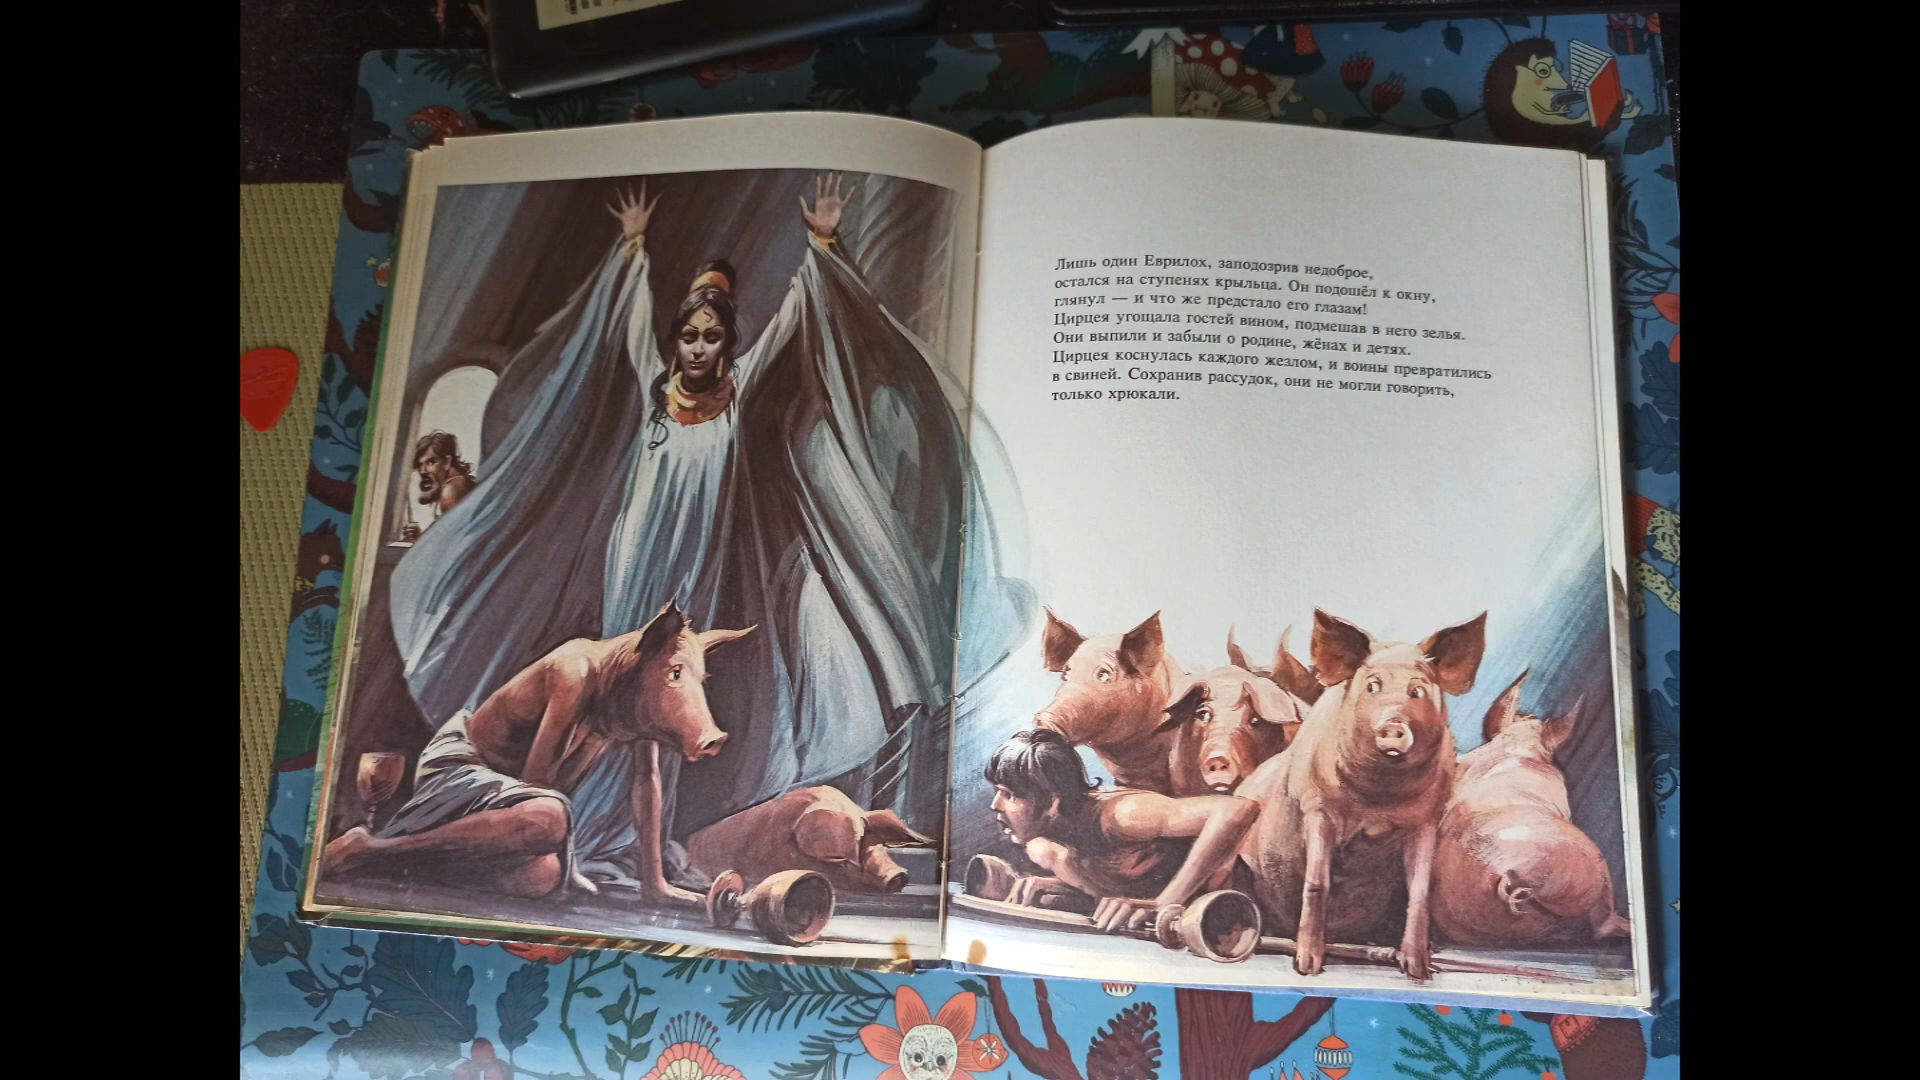 Лишь один Еврилох, заподозрив недоброе,
остался на ступенях крыльца. Он подошёл к окну,
глянул — и что же предстало его глазам!
Цирцея угощала гостей вином, подмешав в него зелья.
Они выпили и забыли о родине, жёнах и детях.
Цирцея коснулась каждого жезлом, и воины превратились
в свиней. Сохранив рассудок, они не могли говорить,
только хрюкали.